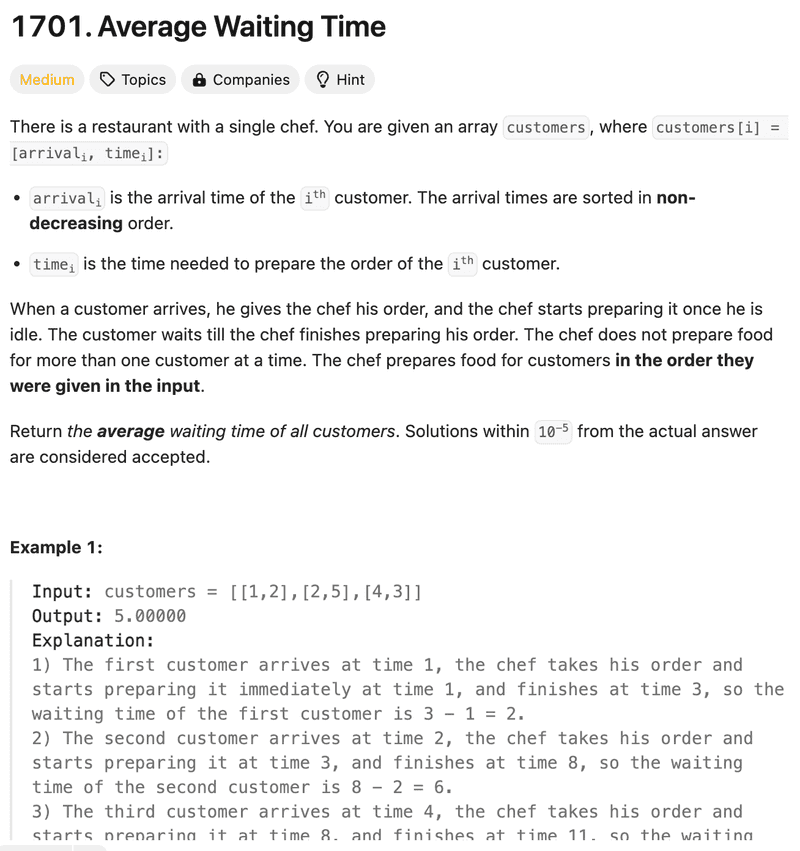 1701. Average Waiting Time
Medium Topics Companies Hint
There is a restaurant with a single chef. You are given an array customers, where customers[i] =
[arrivalᵢ, timeᵢ]:
• arrivalᵢ is the arrival time of the iᵗʰ customer. The arrival times are sorted in non-
decreasing order.
• timeᵢ is the time needed to prepare the order of the iᵗʰ customer.
When a customer arrives, he gives the chef his order, and the chef starts preparing it once he is
idle. The customer waits till the chef finishes preparing his order. The chef does not prepare food
for more than one customer at a time. The chef prepares food for customers in the order they
were given in the input.
Return the average waiting time of all customers. Solutions within 10⁻⁵ from the actual answer
are considered accepted.
Example 1:
Input: customers = [[1,2],[2,5],[4,3]]
Output: 5.00000
Explanation:
1) The first customer arrives at time 1, the chef takes his order and
starts preparing it immediately at time 1, and finishes at time 3, so the
waiting time of the first customer is 3 - 1 = 2.
2) The second customer arrives at time 2, the chef takes his order and
starts preparing it at time 3, and finishes at time 8, so the waiting
time of the second customer is 8 - 2 = 6.
3) The third customer arrives at time 4, the chef takes his order and
starts preparing it at time 8, and finishes at time 11, so the waiting